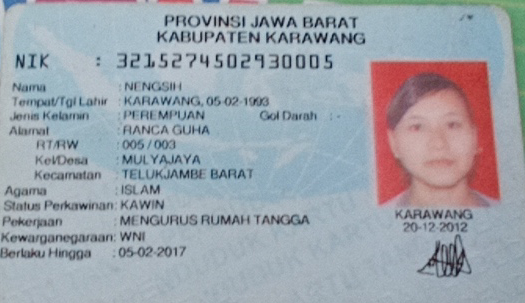 PROVINSI JAWA BARAT
KABUPATEN KARAWANG
NIK : 3215274502930005
Nama : NENGSIH
Tempat/Tgl Lahir : KARAWANG, 05-02-1993
Jenis Kelamin : PEREMPUAN Gol Darah : -
Alamat : RANCA GUHA
RT/RW : 005 / 003
Kel/Desa : MULYAJAYA
Kecamatan : TELUKJAMBE BARAT
Agama : ISLAM
Status Perkawinan: KAWIN
Pekerjaan : MENGURUS RUMAH TANGGA
Kewarganegaraan: WNI
Berlaku Hingga : 05-02-2017
KARAWANG
20-12-2012